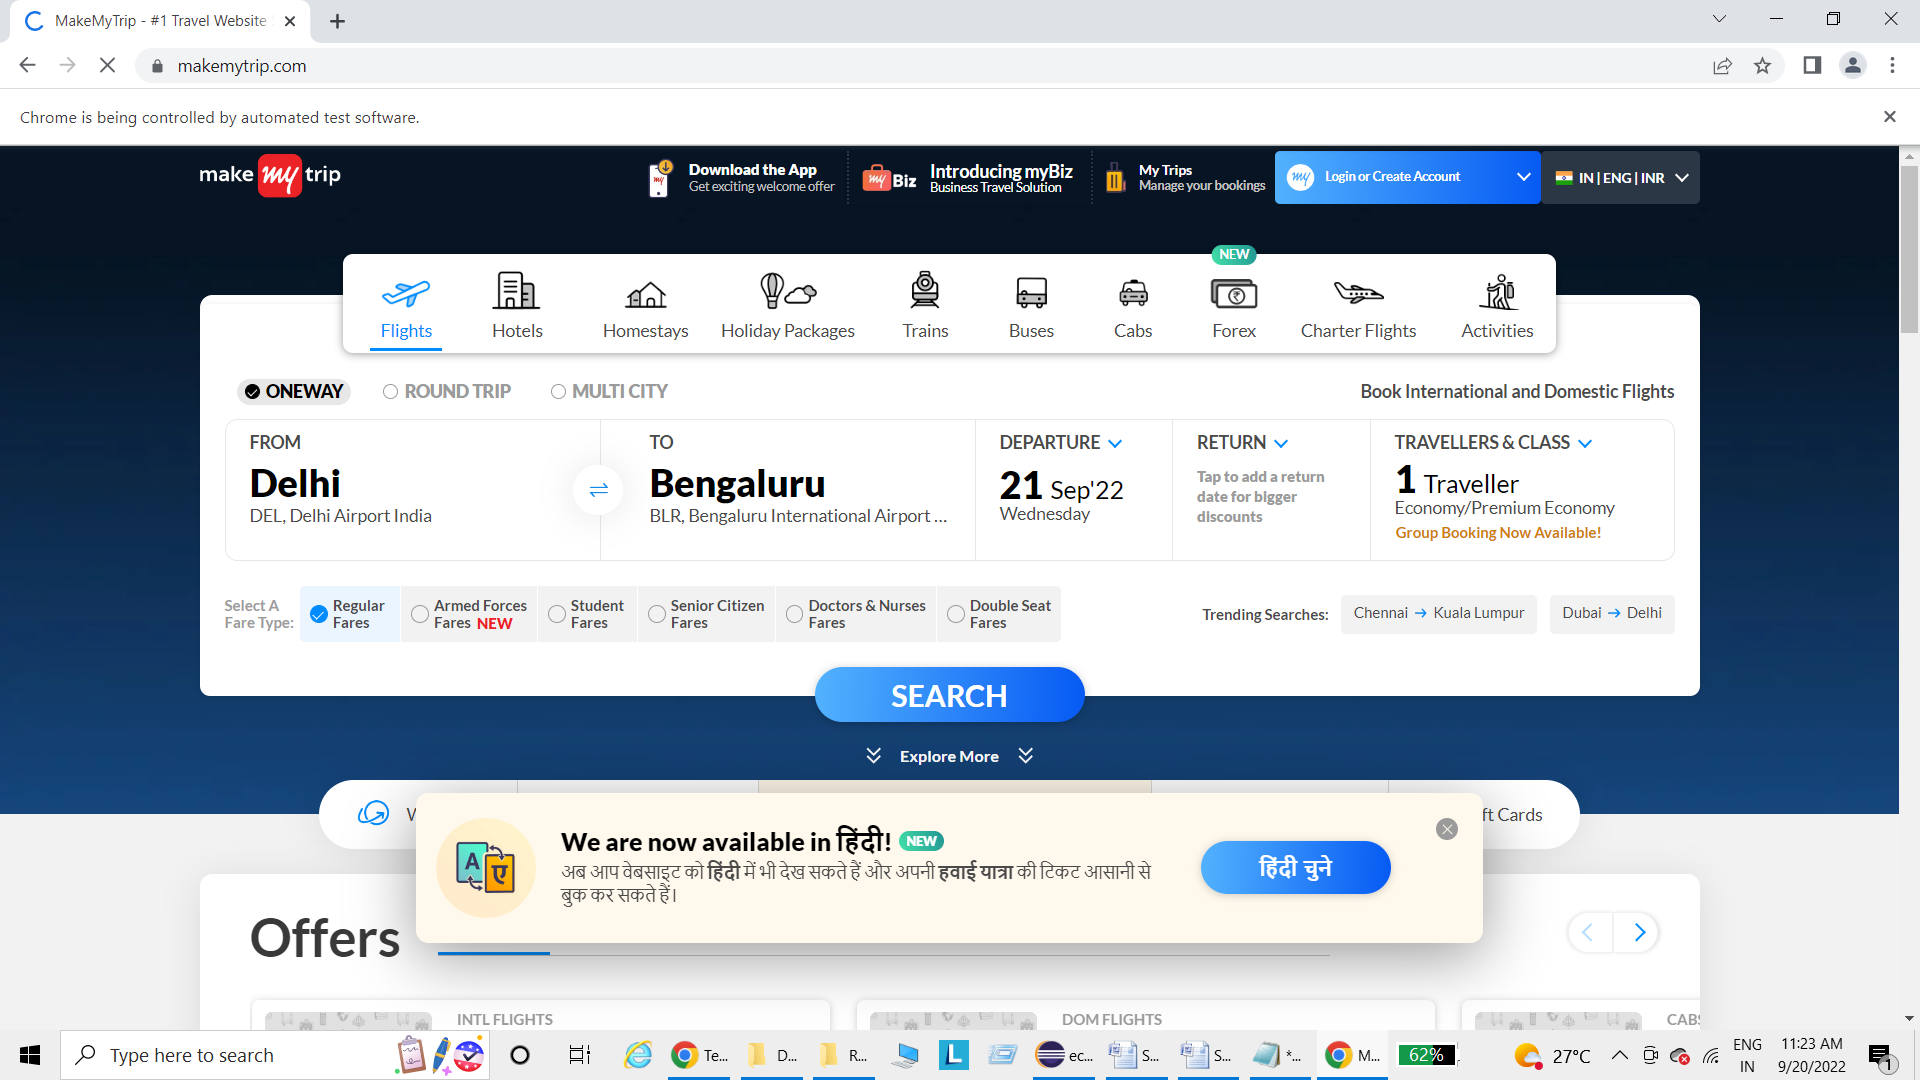 MakeMyTrip - #1 Travel Website
makemytrip.com
Chrome is being controlled by automated test software.
make my trip
Download the App
Get exciting welcome offer
my Biz
Introducing myBiz
Business Travel Solution
My Trips
Manage your bookings
my Login or Create Account
IN | ENG | INR
NEW
Flights Hotels Homestays Holiday Packages Trains Buses Cabs Forex Charter Flights Activities
ONEWAY ROUND TRIP MULTI CITY
Book International and Domestic Flights
FROM
Delhi
DEL, Delhi Airport India
TO
Bengaluru
BLR, Bengaluru International Airport ...
DEPARTURE
21 Sep'22
Wednesday
RETURN
Tap to add a return
date for bigger
discounts
TRAVELLERS & CLASS
1 Traveller
Economy/Premium Economy
Group Booking Now Available!
Select A
Fare Type:
Regular
Fares
Armed Forces
Fares NEW
Student
Fares
Senior Citizen
Fares
Doctors & Nurses
Fares
Double Seat
Fares
Trending Searches:
Chennai → Kuala Lumpur
Dubai → Delhi
SEARCH
Explore More
ft Cards
We are now available in हिंदी! NEW
अब आप वेबसाइट को हिंदी में भी देख सकते हैं और अपनी हवाई यात्रा की टिकट आसानी से
बुक कर सकते हैं।
A ए
हिंदी चुने
Offers
INTL FLIGHTS
DOM FLIGHTS
CABS
Type here to search
Te...
D...
R...
L
ec...
S...
S...
*...
M...
62%
27°C
ENG
IN
11:23 AM
9/20/2022
1